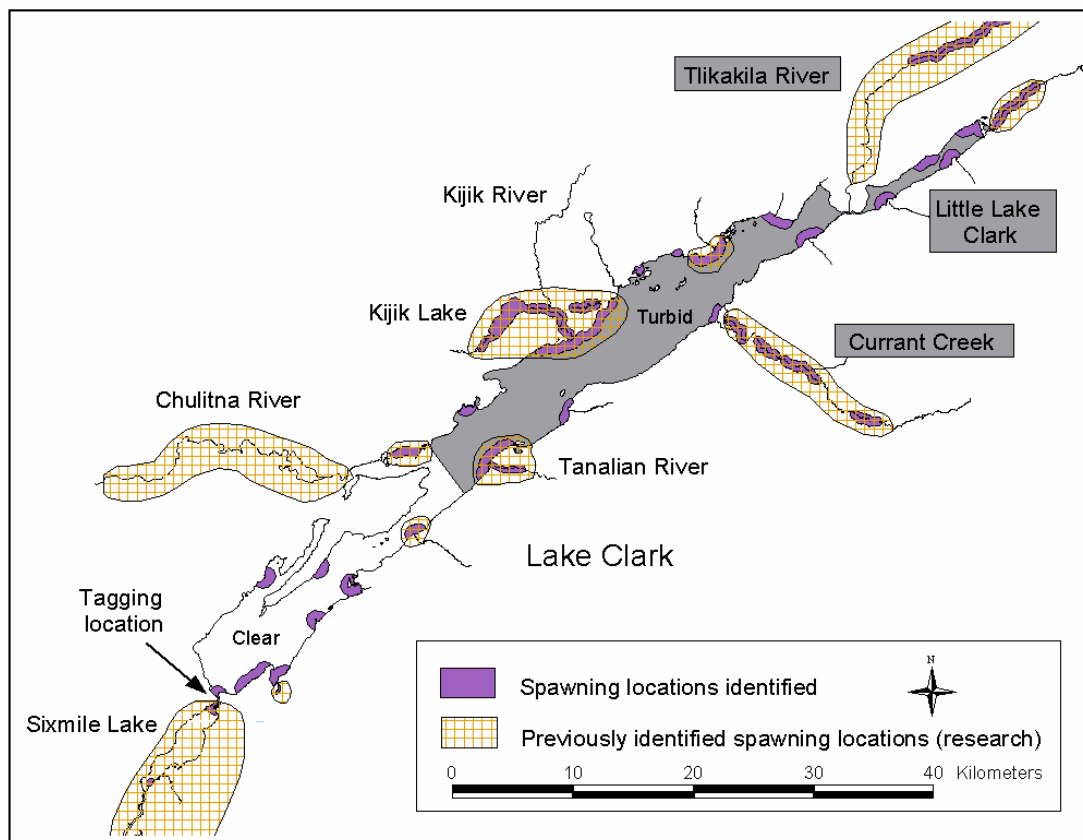 Tlikakila River
Kijik River
Little Lake
Clark
Kijik Lake
Turbid
Currant Creek
Chulitna River
Tanalian River
Lake Clark
Tagging
location
Clear
Sixmile Lake
N
Spawning locations identified
Previously identified spawning locations (research)
0 10 20 30 40 Kilometers